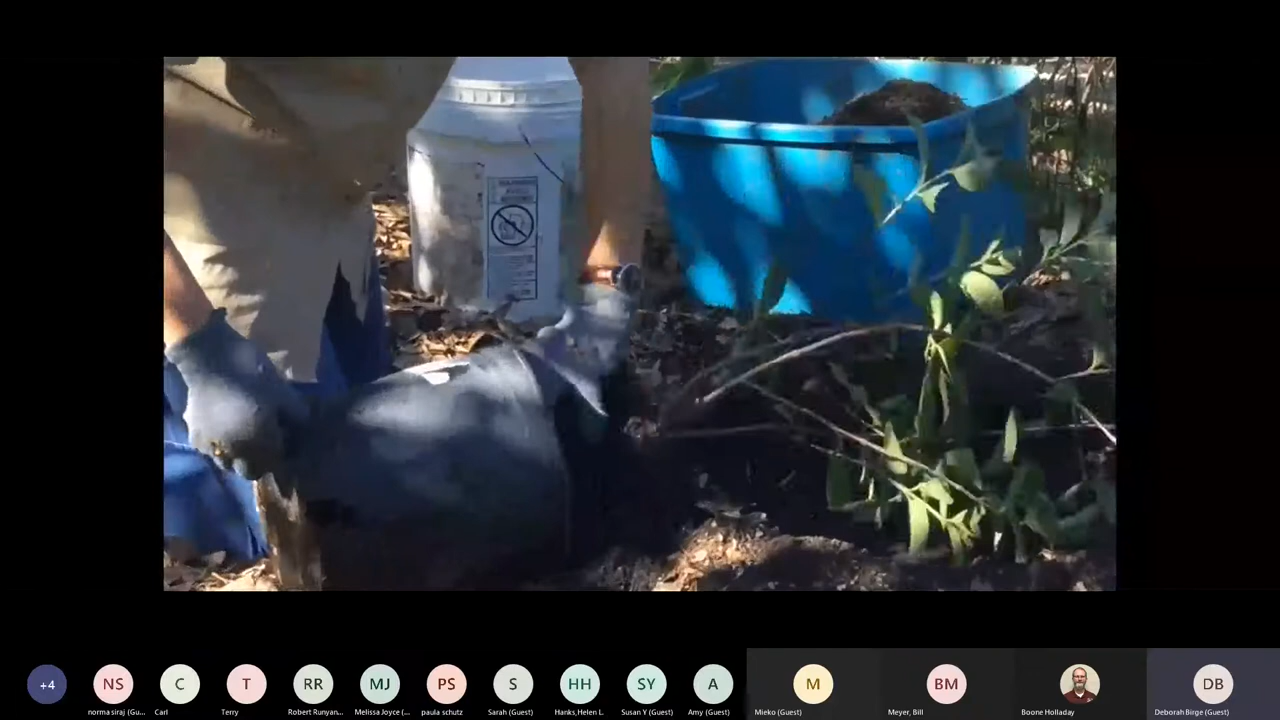 +4
NS
C
T
RR
MJ
PS
S
HH
SY
A
M
BM
DB
norma siraj (Gu...
Carl
Terry
Robert Runyan...
Melissa Joyce (...
paula schutz
Sarah (Guest)
Hanks,Helen L.
Susan Y (Guest)
Amy (Guest)
Mieko (Guest)
Meyer, Bill
Boone Holladay
Deborah Birge (Guest)